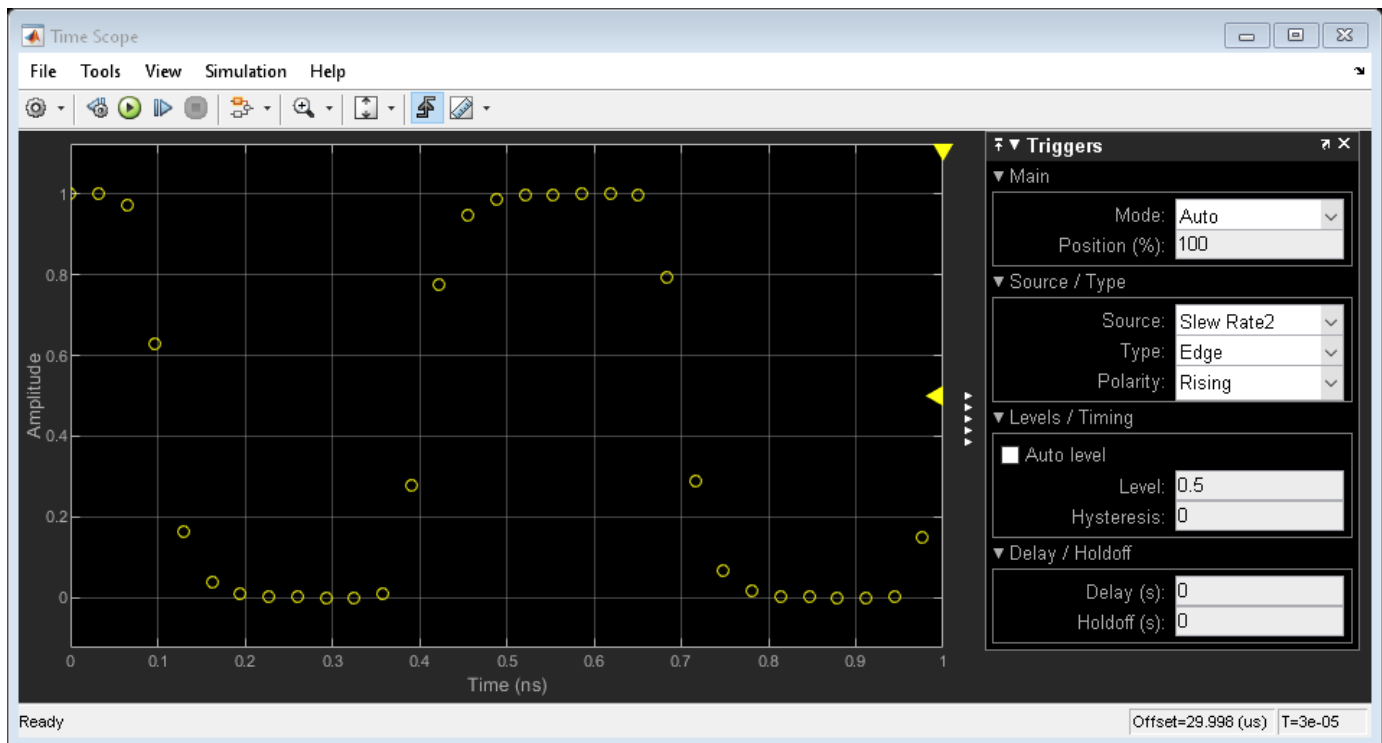 Time Scope
File Tools View Simulation Help
Amplitude
1
0.8
0.6
0.4
0.2
0
0 0.1 0.2 0.3 0.4 0.5 0.6 0.7 0.8 0.9 1
Time (ns)
Triggers
Main
Mode: Auto
Position (%): 100
Source / Type
Source: Slew Rate2
Type: Edge
Polarity: Rising
Levels / Timing
Auto level
Level: 0.5
Hysteresis: 0
Delay / Holdoff
Delay (s): 0
Holdoff (s): 0
Ready Offset=29.998 (us) T=3e-05